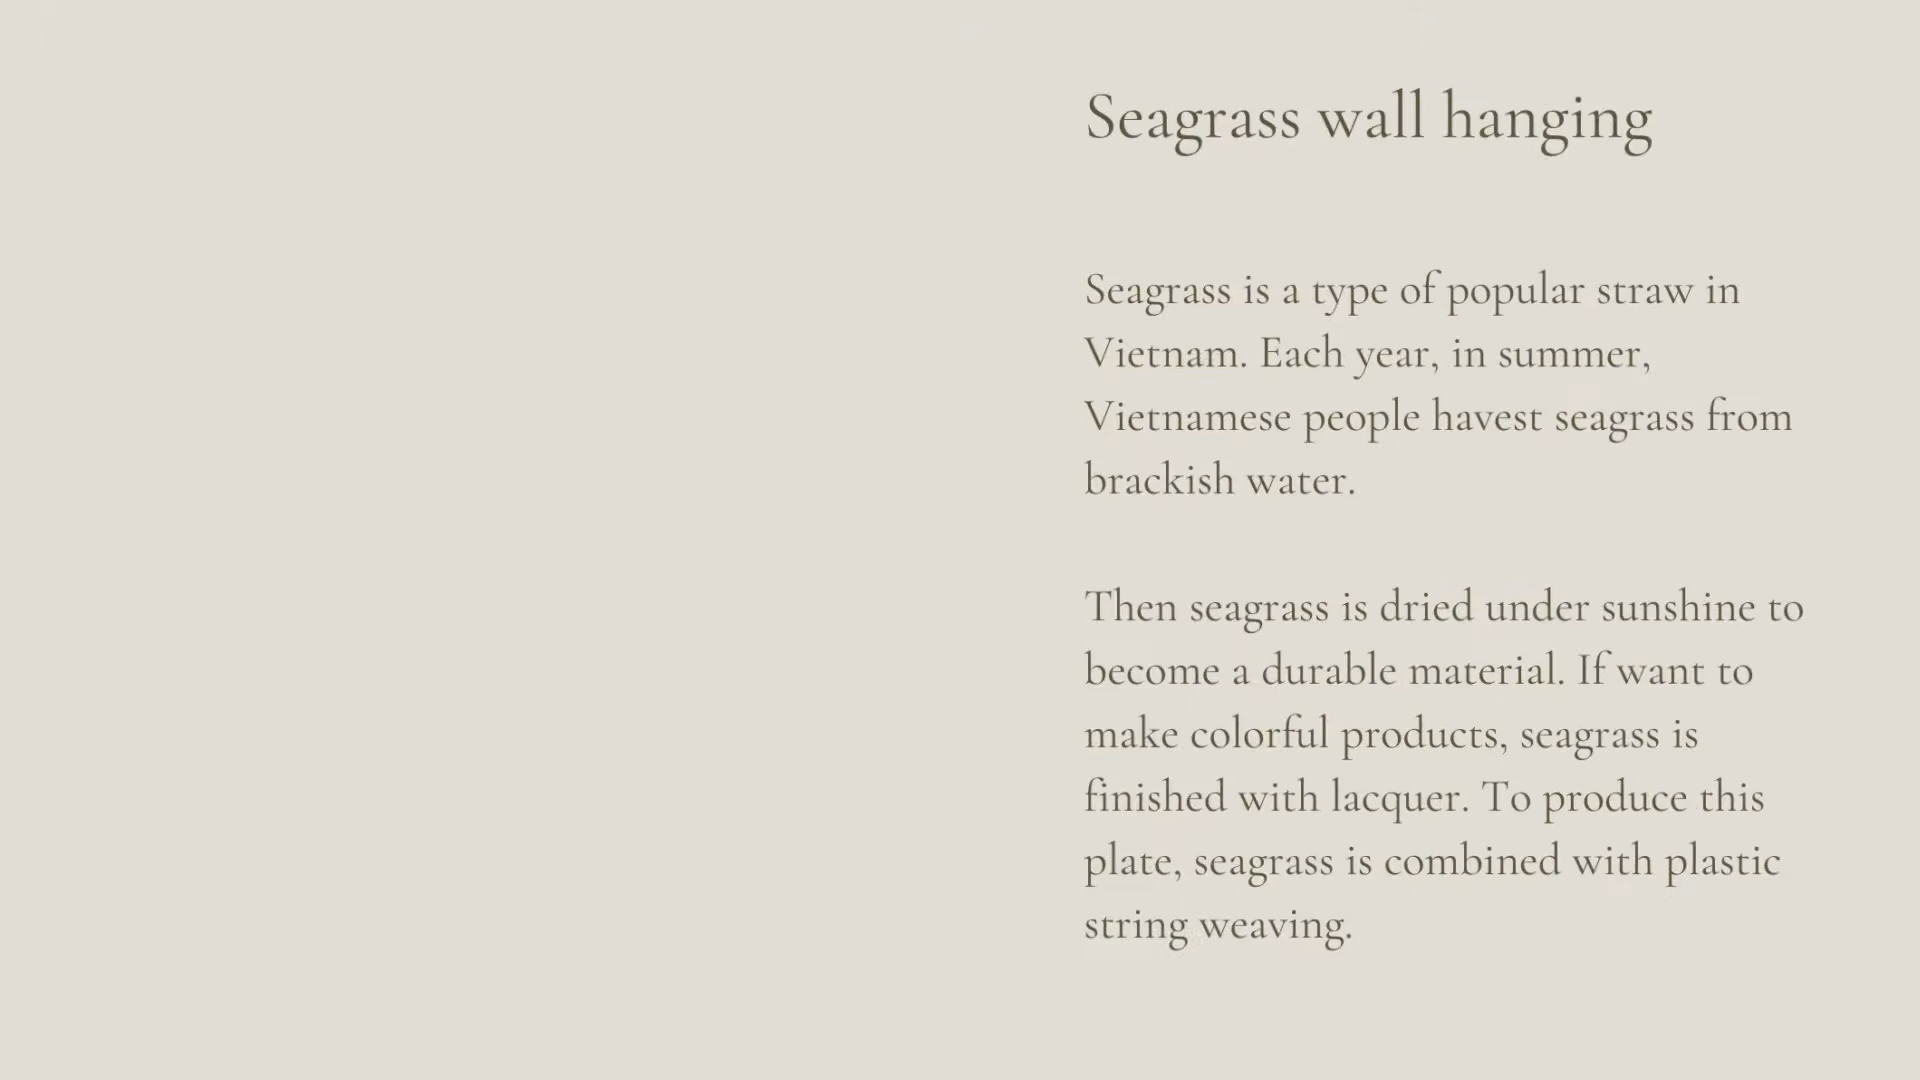 Seagrass wall hanging
Seagrass is a type of popular straw in
Vietnam. Each year, in summer,
Vietnamese people havest seagrass from
brackish water.
Then seagrass is dried under sunshine to
become a durable material. If want to
make colorful products, seagrass is
finished with lacquer. To produce this
plate, seagrass is combined with plastic
string weaving.